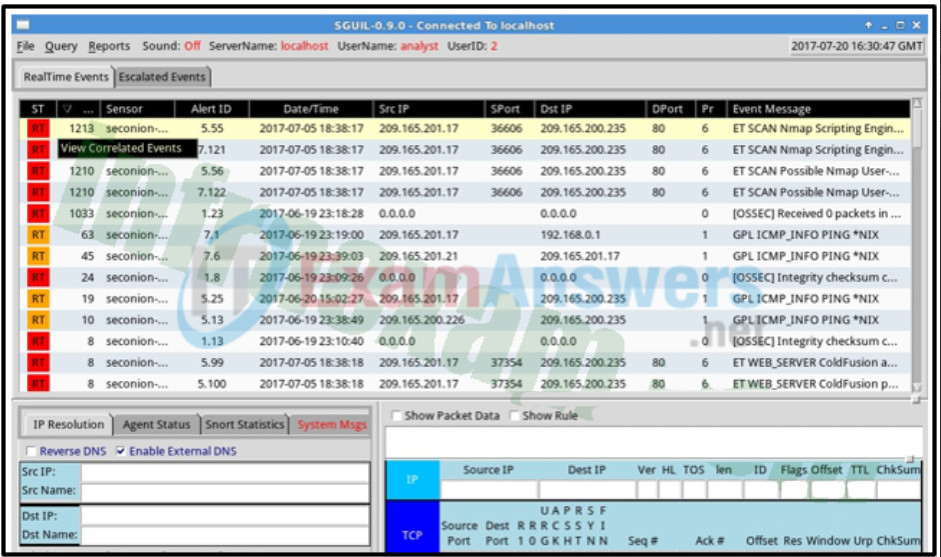 SGUIL-0.9.0 - Connected To localhost
File Query Reports Sound: Off ServerName: localhost UserName: analyst UserID: 2 2017-07-20 16:30:47 GMT
RealTime Events Escalated Events
ST ... Sensor Alert ID Date/Time Src IP SPort Dst IP DPort Pr Event Message
RT 1213 seconion-... 5.55 2017-07-05 18:38:17 209.165.201.17 36606 209.165.200.235 80 6 ET SCAN Nmap Scripting Engin...
RT View Correlated Events 7.121 2017-07-05 18:38:17 209.165.201.17 36606 209.165.200.235 80 6 ET SCAN Nmap Scripting Engin...
RT 1210 seconion-... 5.56 2017-07-05 18:38:17 209.165.201.17 36606 209.165.200.235 80 6 ET SCAN Possible Nmap User-...
RT 1210 seconion-... 7.122 2017-07-05 18:38:17 209.165.201.17 36606 209.165.200.235 80 6 ET SCAN Possible Nmap User-...
RT 1033 seconion-... 1.23 2017-06-19 23:18:28 0.0.0.0 0.0.0.0 0 [OSSEC] Received 0 packets in ...
RT 63 seconion-... 7.1 2017-06-19 23:19:00 192.168.0.1 1 GPL ICMP_INFO PING *NIX
RT 45 seconion-... 7.6 2017-06-19 23:39:03 209.165.201.21 209.165.201.17 1 GPL ICMP_INFO PING *NIX
RT 24 seconion-... 1.8 2017-06-19 23:09:26 0.0.0.0 0.0.0.0 0 [OSSEC] Integrity checksum c...
RT 19 seconion-... 5.25 2017-06-20 15:02:27 209.165.201.17 209.165.200.235 1 GPL ICMP_INFO PING *NIX
RT 10 seconion-... 5.13 2017-06-19 23:38:49 209.165.200.226 209.165.200.235 1 GPL ICMP_INFO PING *NIX
RT 8 seconion-... 1.13 2017-06-19 23:10:40 0.0.0.0 0.0.0.0 0 [OSSEC] Integrity checksum c...
RT 8 seconion-... 5.99 2017-07-05 18:38:18 209.165.201.17 37354 209.165.200.235 80 6 ET WEB_SERVER ColdFusion a...
RT 8 seconion-... 5.100 2017-07-05 18:38:18 209.165.201.17 37354 209.165.200.235 80 6 ET WEB_SERVER ColdFusion p...
ITExamAnswers
.net
IP Resolution Agent Status Snort Statistics System Msgs
Reverse DNS Enable External DNS
Src IP:
Src Name:
Dst IP:
Dst Name:
Show Packet Data Show Rule
IP Source IP Dest IP Ver HL TOS len ID Flags Offset TTL ChkSum
TCP U A P R S F
Source Dest R R R C S S Y I
Port Port 1 0 G K H T N N Seq # Ack # Offset Res Window Urp ChkSum